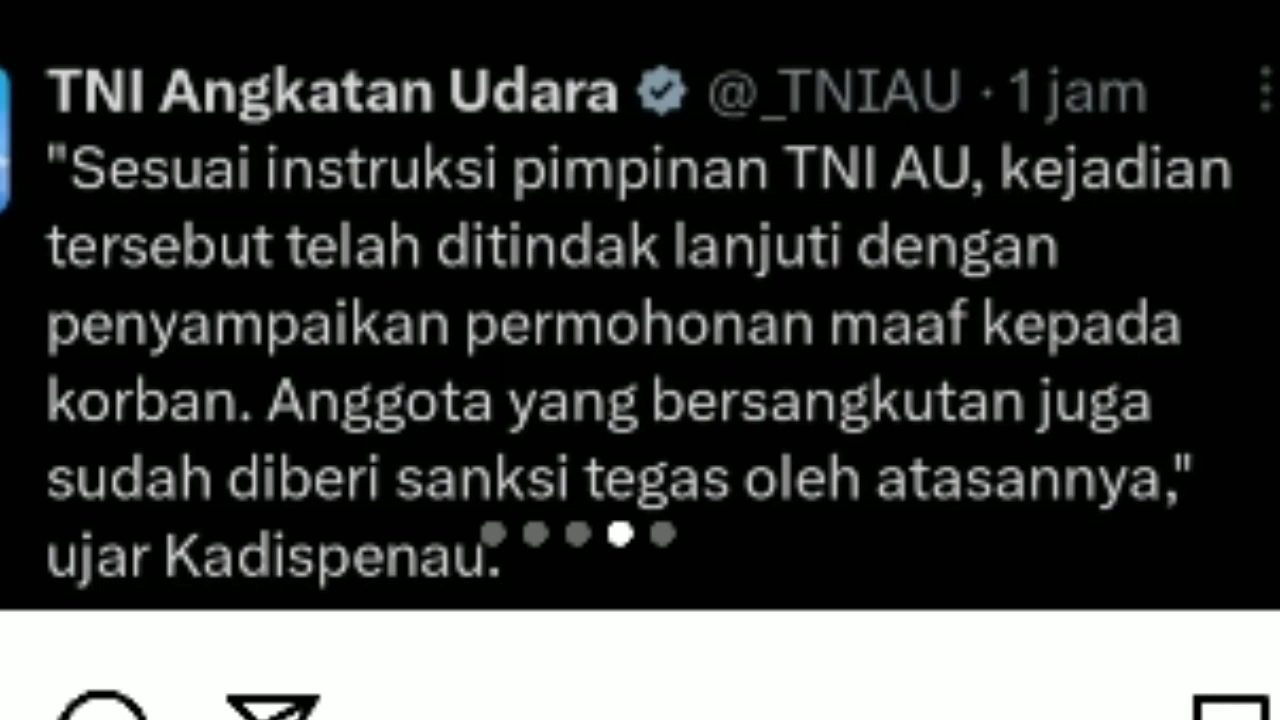 TNI Angkatan Udara @_TNIAU · 1 jam
"Sesuai instruksi pimpinan TNI AU, kejadian
tersebut telah ditindak lanjuti dengan
penyampaikan permohonan maaf kepada
korban. Anggota yang bersangkutan juga
sudah diberi sanksi tegas oleh atasannya,"
ujar Kadispenau.